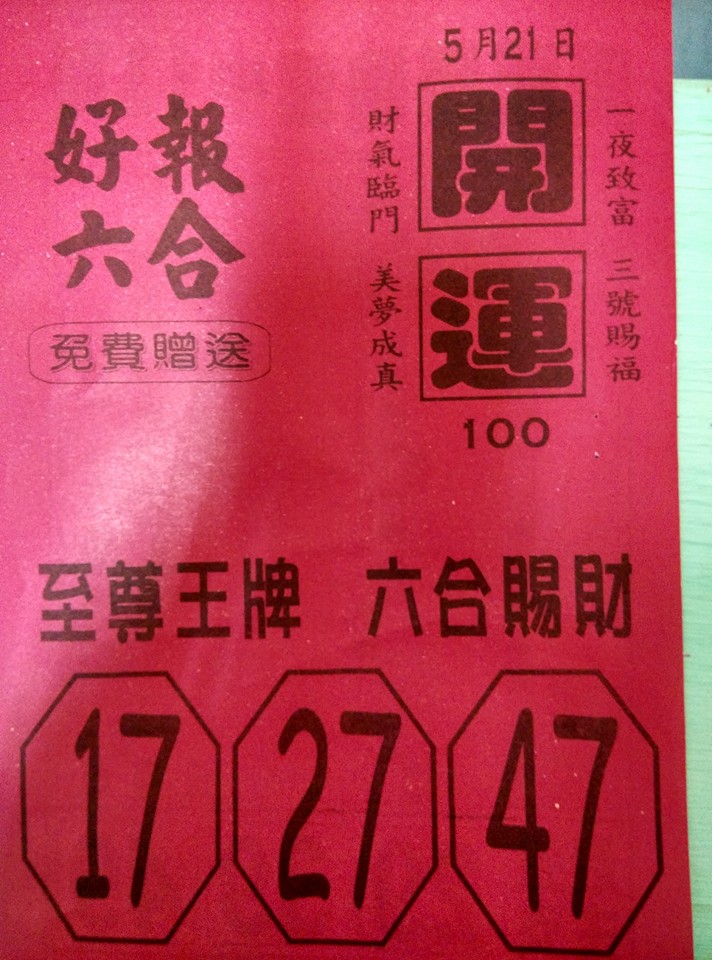 5月21日
好報
六合
免費贈送
開運
一夜致富 三號賜福
財氣臨門 美夢成真
100
至尊王牌 六合賜財
17 27 47